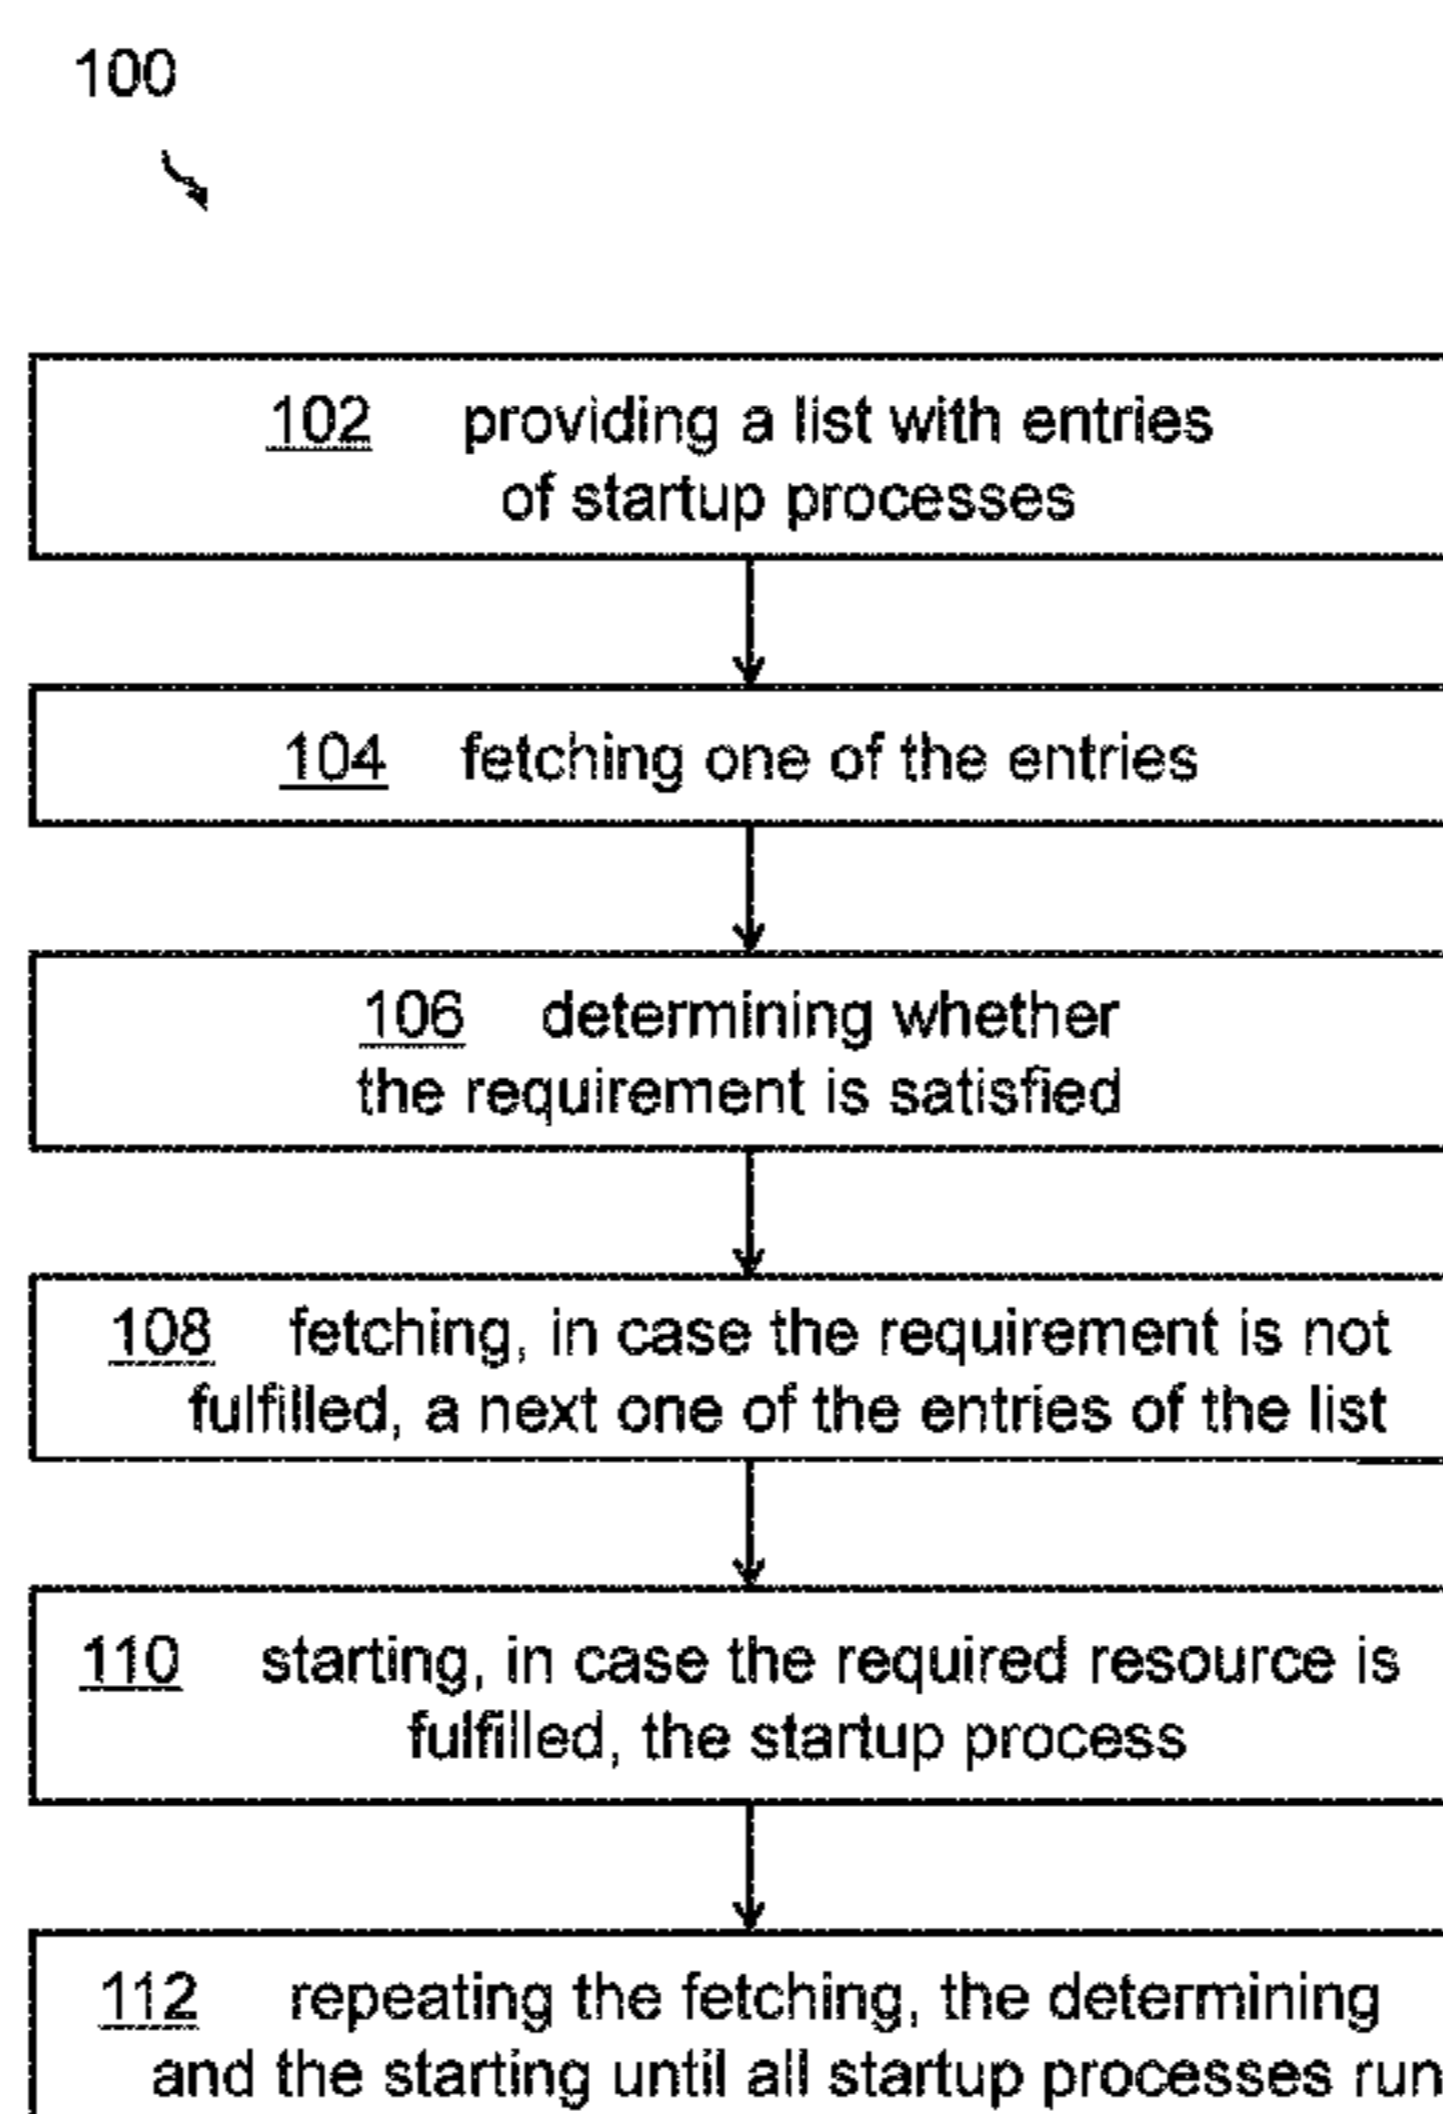 100
102 providing a list with entries
of startup processes
104 fetching one of the entries
106 determining whether
the requirement is satisfied
108 fetching, in case the requirement is not
fulfilled, a next one of the entries of the list
110 starting, in case the required resource is
fulfilled, the startup process
112 repeating the fetching, the determining
and the starting until all startup processes run